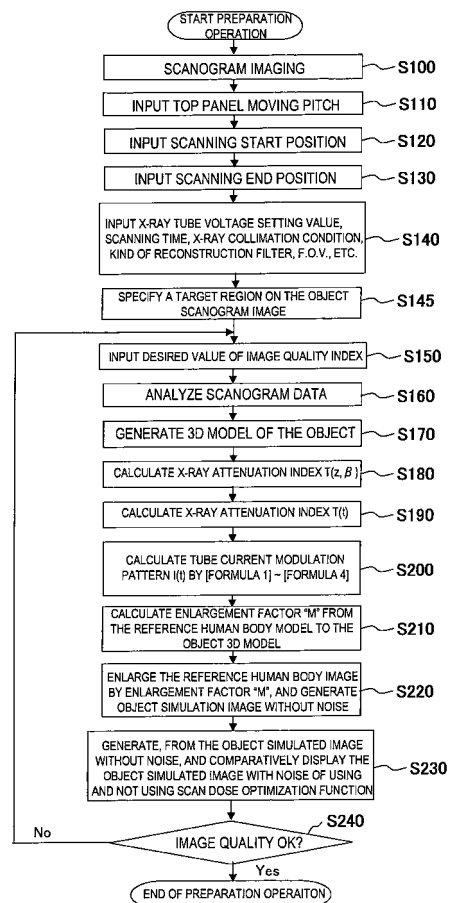 START PREPARATION
OPERATION
SCANOGRAM IMAGING
S100
INPUT TOP PANEL MOVING PITCH
S110
INPUT SCANNING START POSITION
S120
INPUT SCANNING END POSITION
S130
INPUT X-RAY TUBE VOLTAGE SETTING VALUE,
SCANNING TIME, X-RAY COLLIMATION CONDITION,
KIND OF RECONSTRUCTION FILTER, F.O.V., ETC.
S140
SPECIFY A TARGET REGION ON THE OBJECT
SCANOGRAM IMAGE
S145
INPUT DESIRED VALUE OF IMAGE QUALITY INDEX
S150
ANALYZE SCANOGRAM DATA
S160
GENERATE 3D MODEL OF THE OBJECT
S170
CALCULATE X-RAY ATTENUATION INDEX T(z, β)
S180
CALCULATE X-RAY ATTENUATION INDEX T(t)
S190
CALCULATE TUBE CURRENT MODULATION
PATTERN I(t) BY [FORMULA 1] ~ [FORMULA 4]
S200
CALCULATE ENLARGEMENT FACTOR "M" FROM
THE REFERENCE HUMAN BODY MODEL TO THE
OBJECT 3D MODEL
S210
ENLARGE THE REFERENCE HUMAN BODY IMAGE
BY ENLARGEMENT FACTOR "M", AND GENERATE
OBJECT SIMULATION IMAGE WITHOUT NOISE
S220
GENERATE, FROM THE OBJECT SIMULATED IMAGE
WITHOUT NOISE, AND COMPARATIVELY DISPLAY THE
OBJECT SIMULATED IMAGE WITH NOISE OF USING
AND NOT USING SCAN DOSE OPTIMIZATION FUNCTION
S230
S240
No
IMAGE QUALITY OK?
Yes
END OF PREPARATION OPERAITON